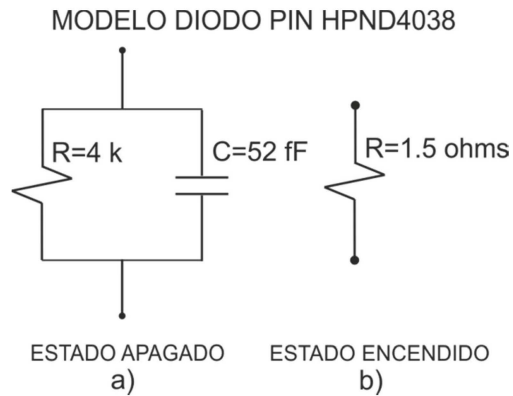 MODELO DIODO PIN HPND4038
R=4 k
C=52 fF
R=1.5 ohms
ESTADO APAGADO
a)
ESTADO ENCENDIDO
b)